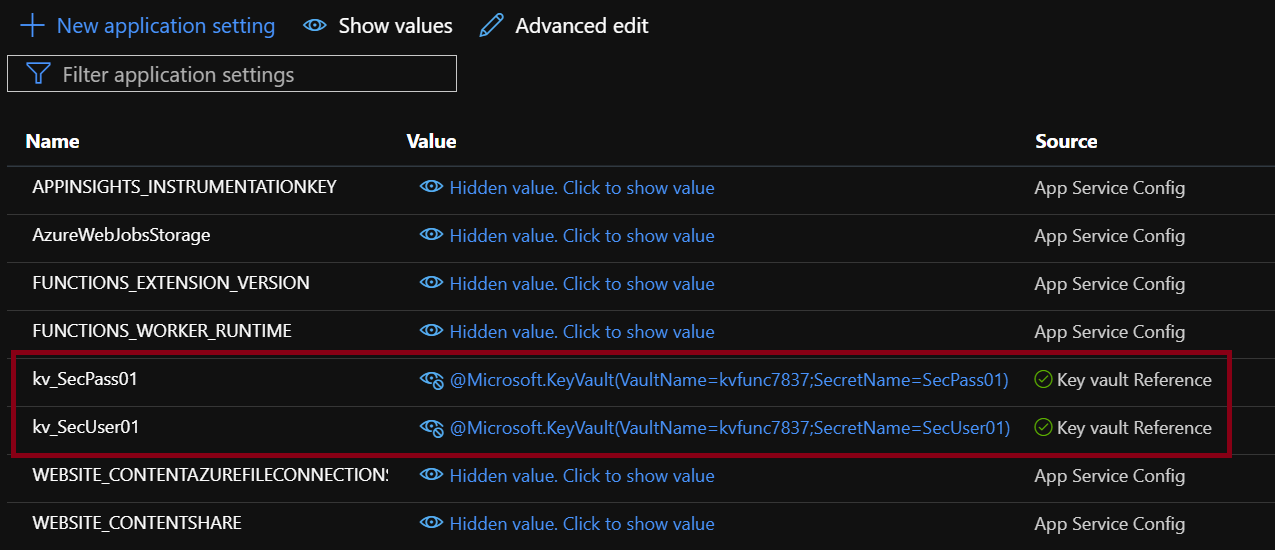 New application setting Show values Advanced edit
Filter application settings
Name Value Source
APPINSIGHTS_INSTRUMENTATIONKEY Hidden value. Click to show value App Service Config
AzureWebJobsStorage Hidden value. Click to show value App Service Config
FUNCTIONS_EXTENSION_VERSION Hidden value. Click to show value App Service Config
FUNCTIONS_WORKER_RUNTIME Hidden value. Click to show value App Service Config
kv_SecPass01 @Microsoft.KeyVault(VaultName=kvfunc7837;SecretName=SecPass01) Key vault Reference
kv_SecUser01 @Microsoft.KeyVault(VaultName=kvfunc7837;SecretName=SecUser01) Key vault Reference
WEBSITE_CONTENTAZUREFILECONNECTIONS Hidden value. Click to show value App Service Config
WEBSITE_CONTENTSHARE Hidden value. Click to show value App Service Config